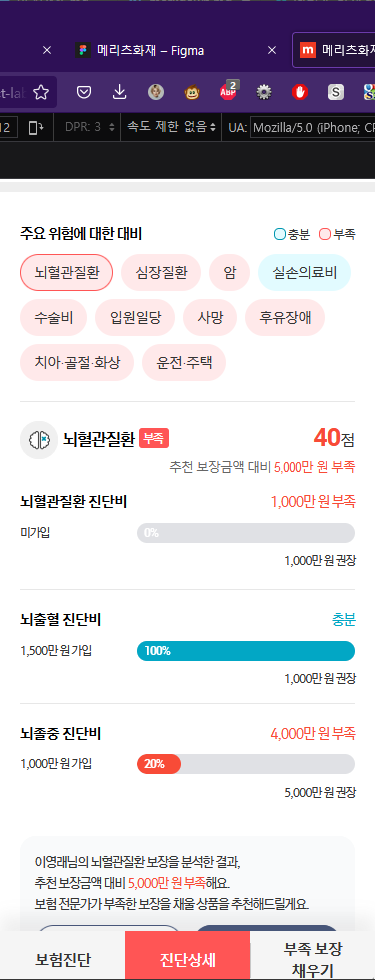 메리츠화재 – Figma
메리츠화재
2
ABP
S
12
DPR: 3
속도 제한 없음
UA:
Mozilla/5.0 (iPhone; CP
주요 위험에 대한 대비
충분
부족
뇌혈관질환
심장질환
암
실손의료비
수술비
입원일당
사망
후유장애
치아·골절·화상
운전·주택
뇌혈관질환
부족
40점
추천 보장금액 대비 5,000만 원 부족
뇌혈관질환 진단비
1,000만 원 부족
미가입
0%
1,000만 원 권장
뇌출혈 진단비
충분
1,500만 원 가입
100%
1,000만 원 권장
뇌졸중 진단비
4,000만 원 부족
1,000만 원 가입
20%
5,000만 원 권장
이영래님의 뇌혈관질환 보장을 분석한 결과,
추천 보장금액 대비 5,000만 원 부족해요.
보험 전문가가 부족한 보장을 채울 상품을 추천해드릴게요.
보험진단
진단상세
부족 보장
채우기